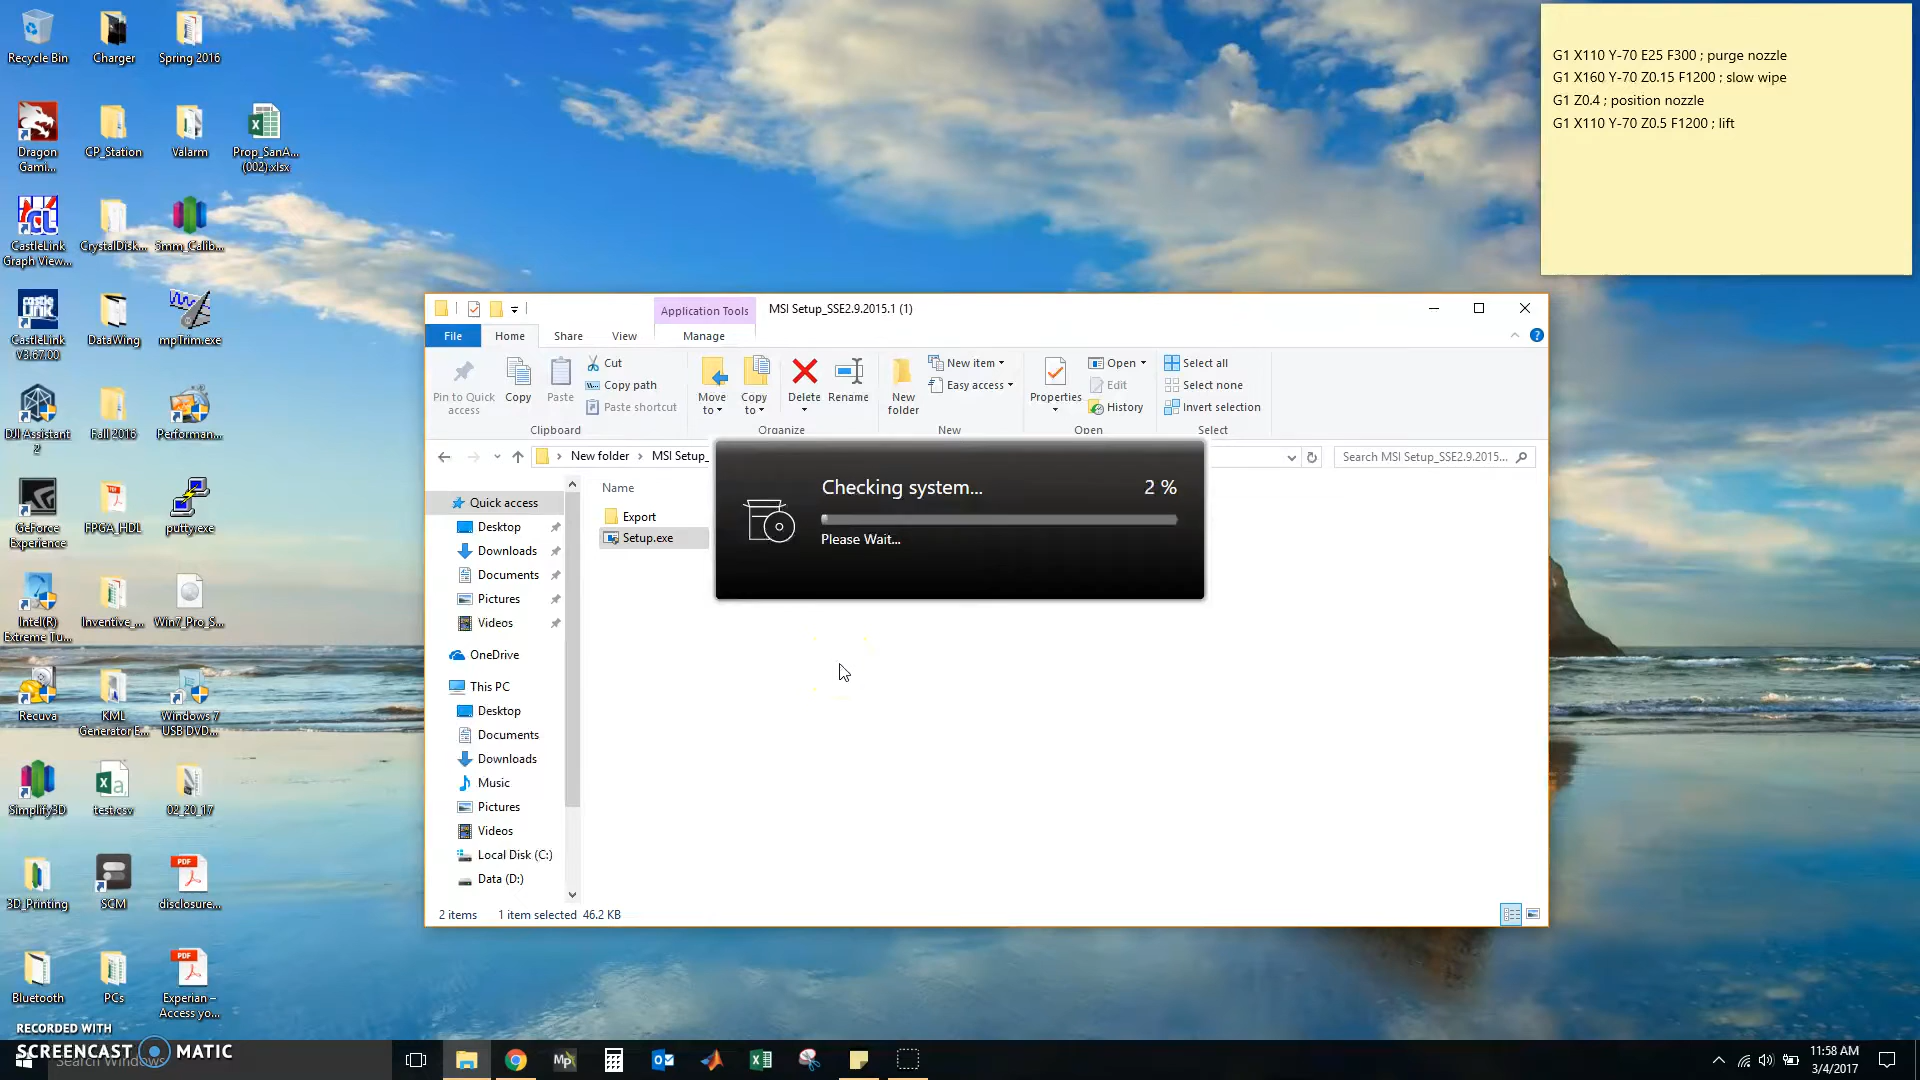 Recycle Bin
Charger
Spring 2016
Dragon
Gami...
CP_Station
Valarm
Prop_SanA...
(002).xlsx
CastleLink
Graph View...
CrystalDisk...
5mm_Calib...
CastleLink
V3.67.00
DataWing
mpTrim.exe
DJI Assistant
2
Fall 2016
Performan...
GeForce
Experience
FPGA_HDL
putty.exe
Intel(R)
Extreme Tu...
Inventive_...
Win7_Pro_S...
Recuva
KML
Generator E...
Windows 7
USB DVD...
Simplify3D
test.csv
02_20_17
3D_Printing
SCM
disclosure...
Bluetooth
PCs
Experian –
Access yo...
G1 X110 Y-70 E25 F300 ; purge nozzle
G1 X160 Y-70 Z0.15 F1200 ; slow wipe
G1 Z0.4 ; position nozzle
G1 X110 Y-70 Z0.5 F1200 ; lift
Application Tools
MSI Setup_SSE2.9.2015.1 (1)
File
Home
Share
View
Manage
Pin to Quick
access
Copy
Paste
Cut
Copy path
Paste shortcut
Clipboard
Move
to
Copy
to
Delete
Rename
Organize
New
folder
New item
Easy access
New
Properties
Open
Edit
History
Open
Select all
Select none
Invert selection
Select
New folder
MSI Setup_
Search MSI Setup_SSE2.9.2015...
Quick access
Desktop
Downloads
Documents
Pictures
Videos
OneDrive
This PC
Desktop
Documents
Downloads
Music
Pictures
Videos
Local Disk (C:)
Data (D:)
Name
Export
Setup.exe
Checking system...
2 %
Please Wait...
2 items
1 item selected 46.2 KB
RECORDED WITH
SCREENCAST MATIC
Search Windows
Mp
11:58 AM
3/4/2017